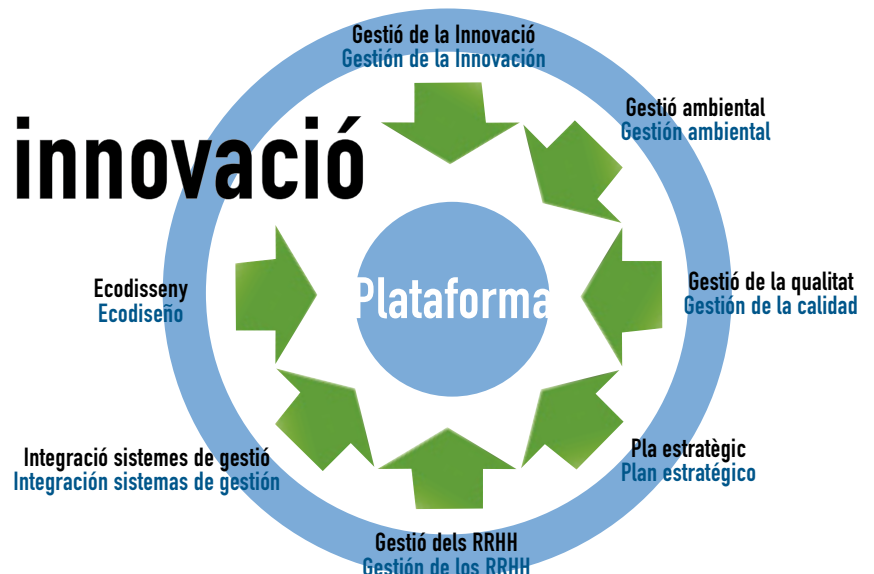 Gestió de la Innovació
Gestión de la Innovación
Gestió ambiental
Gestión ambiental
innovació
Ecodisseny
Ecodiseño
Plataforma
Gestió de la qualitat
Gestión de la calidad
Integració sistemes de gestió
Integración sistemas de gestión
Pla estratègic
Plan estratégico
Gestió dels RRHH
Gestión de los RRHH